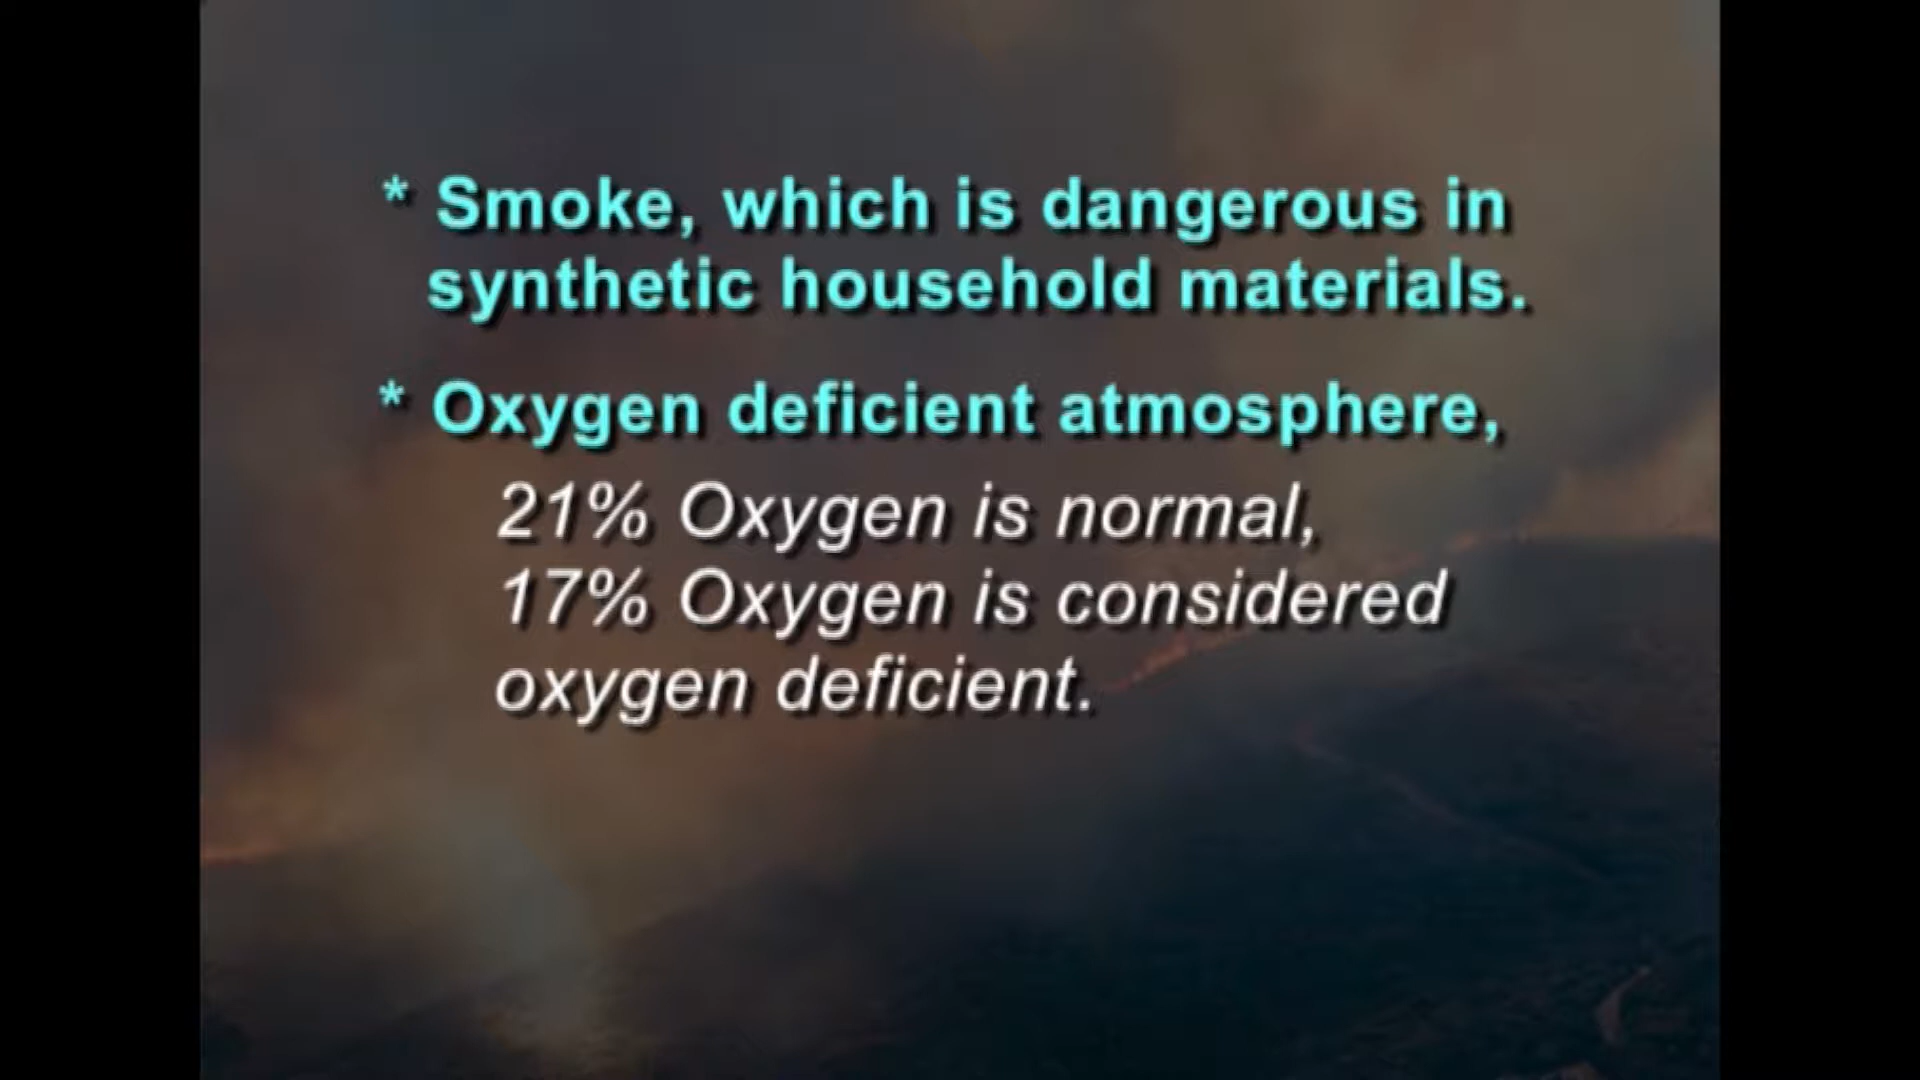 * Smoke, which is dangerous in
synthetic household materials.
* Oxygen deficient atmosphere,
21% Oxygen is normal,
17% Oxygen is considered
oxygen deficient.